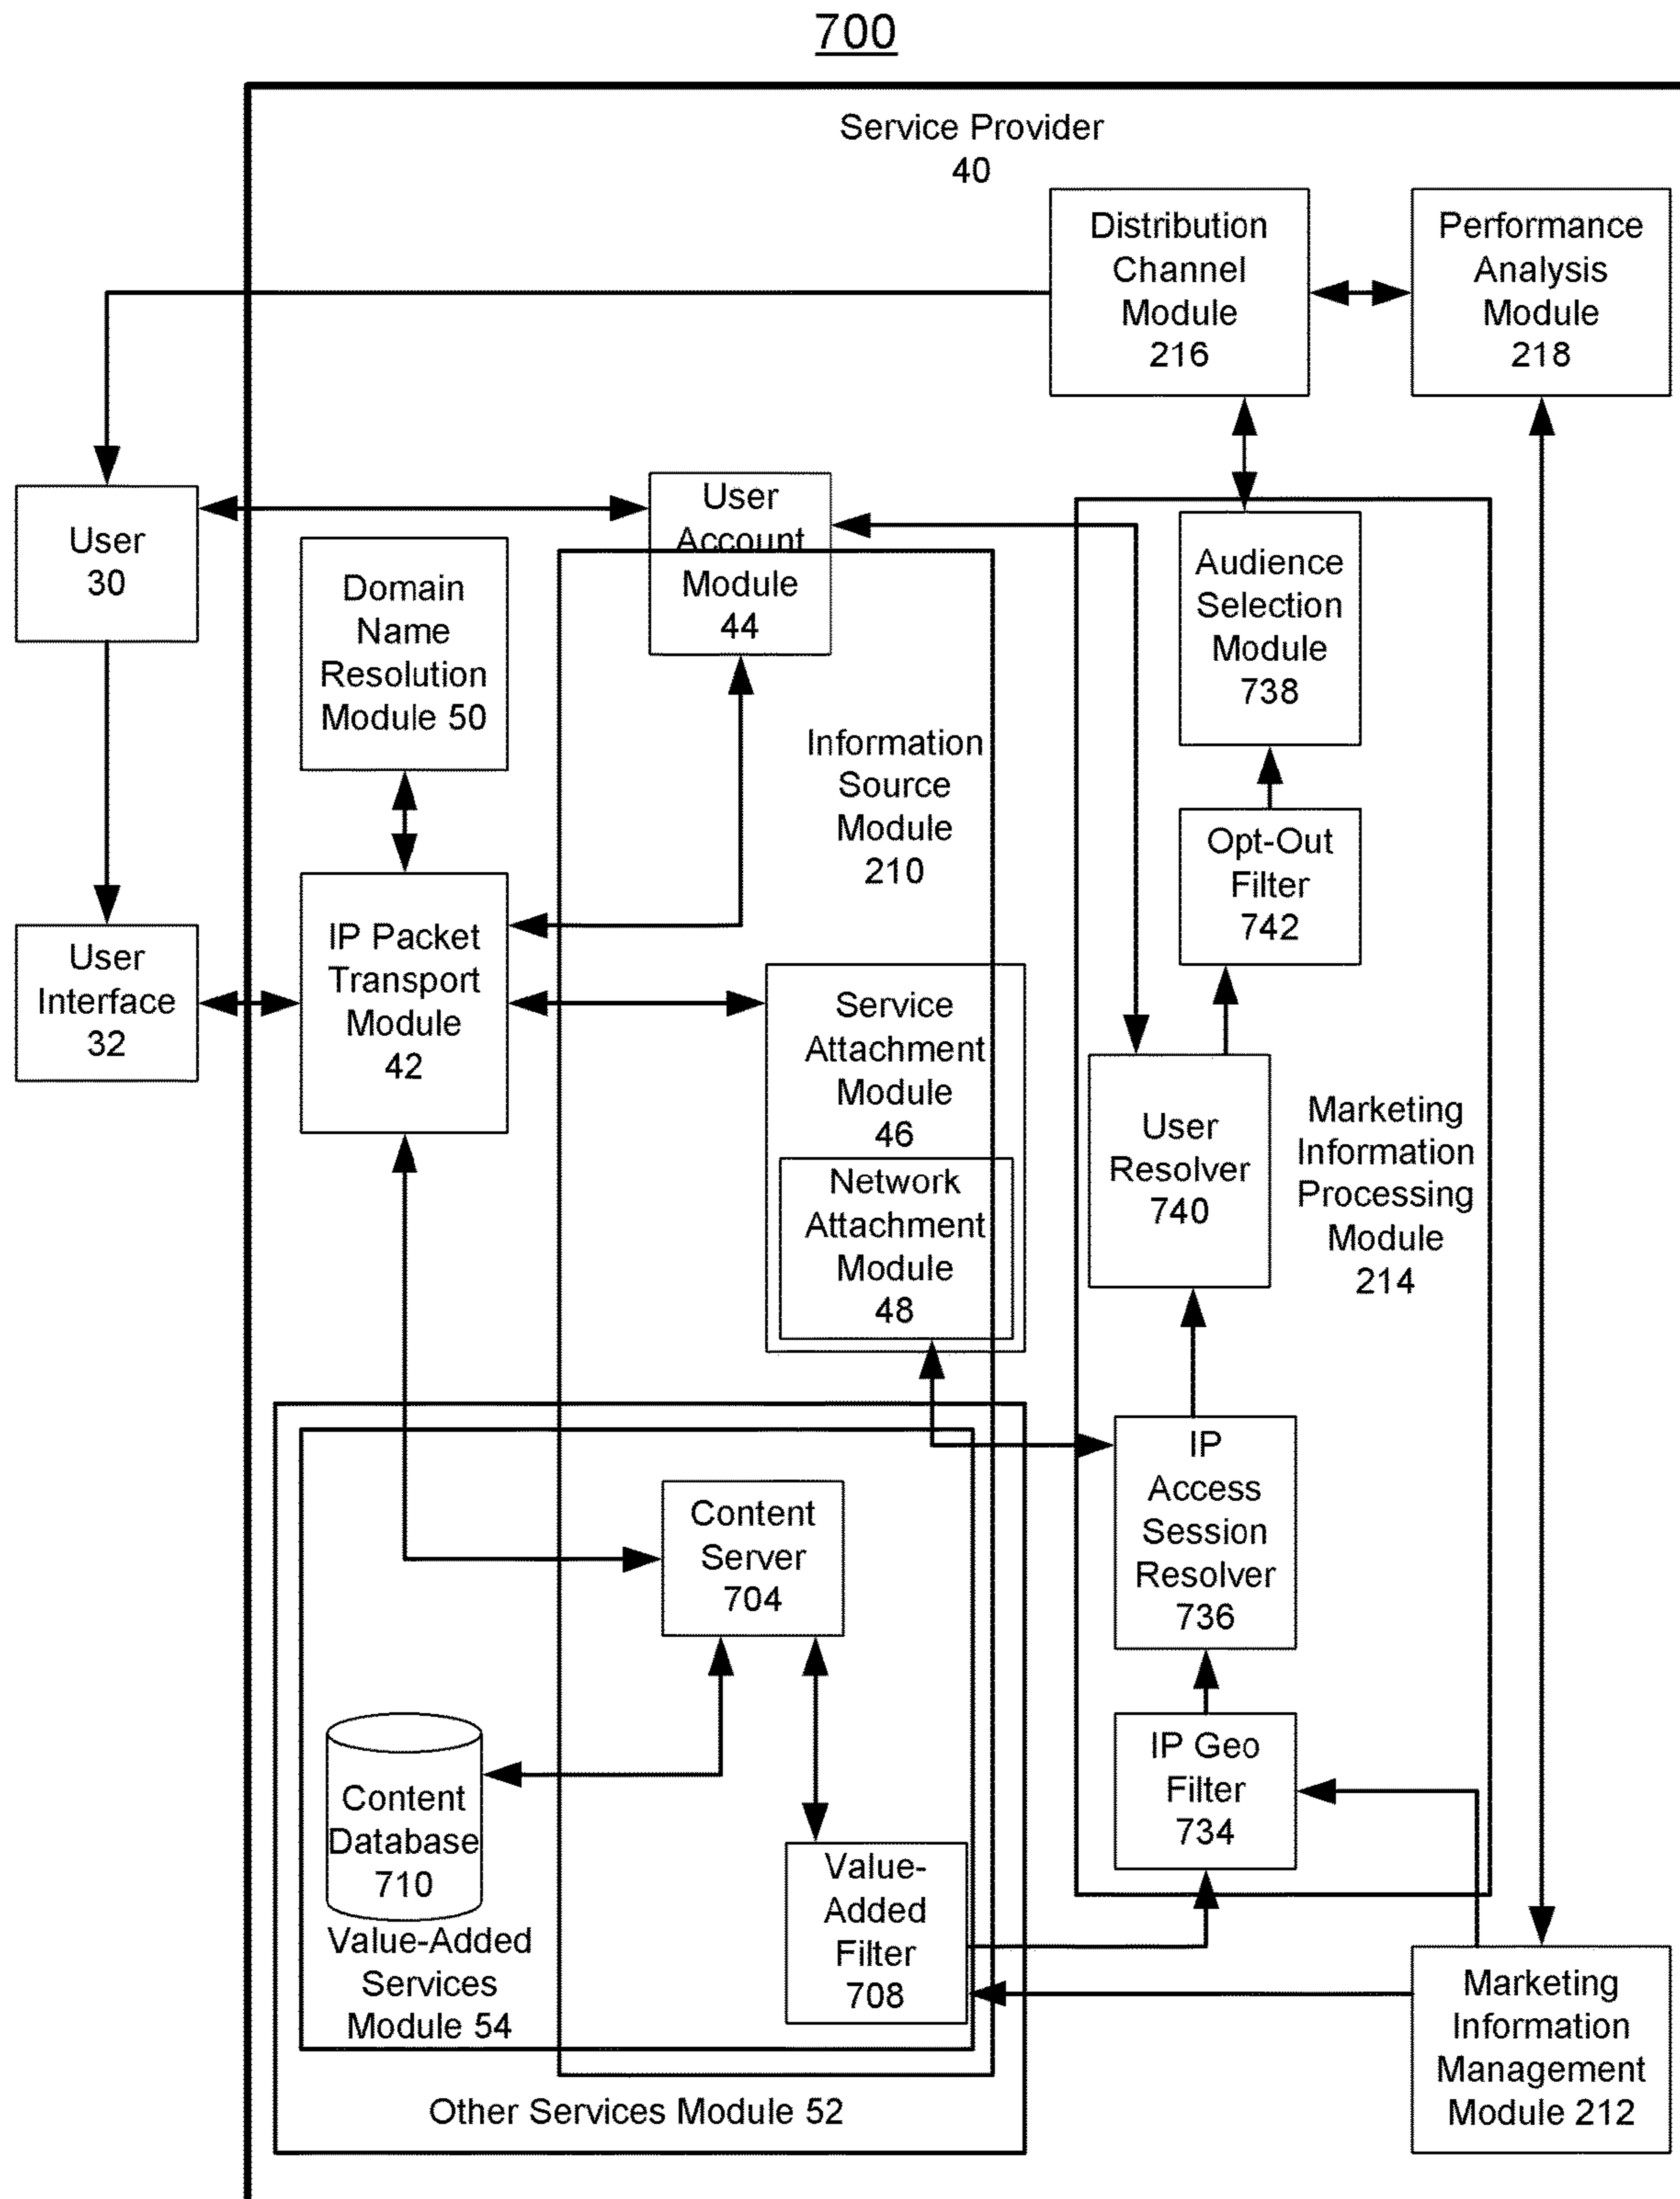 700
Service Provider
40
Distribution
Channel
Module
216
Performance
Analysis
Module
218
User
30
User
Account
Module
44
Domain
Name
Resolution
Module 50
Audience
Selection
Module
738
Information
Source
Module
210
Opt-Out
Filter
742
User
Interface
32
IP Packet
Transport
Module
42
Service
Attachment
Module
46
Network
Attachment
Module
48
User
Resolver
740
Marketing
Information
Processing
Module
214
IP
Access
Session
Resolver
736
Content
Server
704
IP Geo
Filter
734
Content
Database
710
Value-
Added
Filter
708
Value-Added
Services
Module 54
Marketing
Information
Management
Module 212
Other Services Module 52